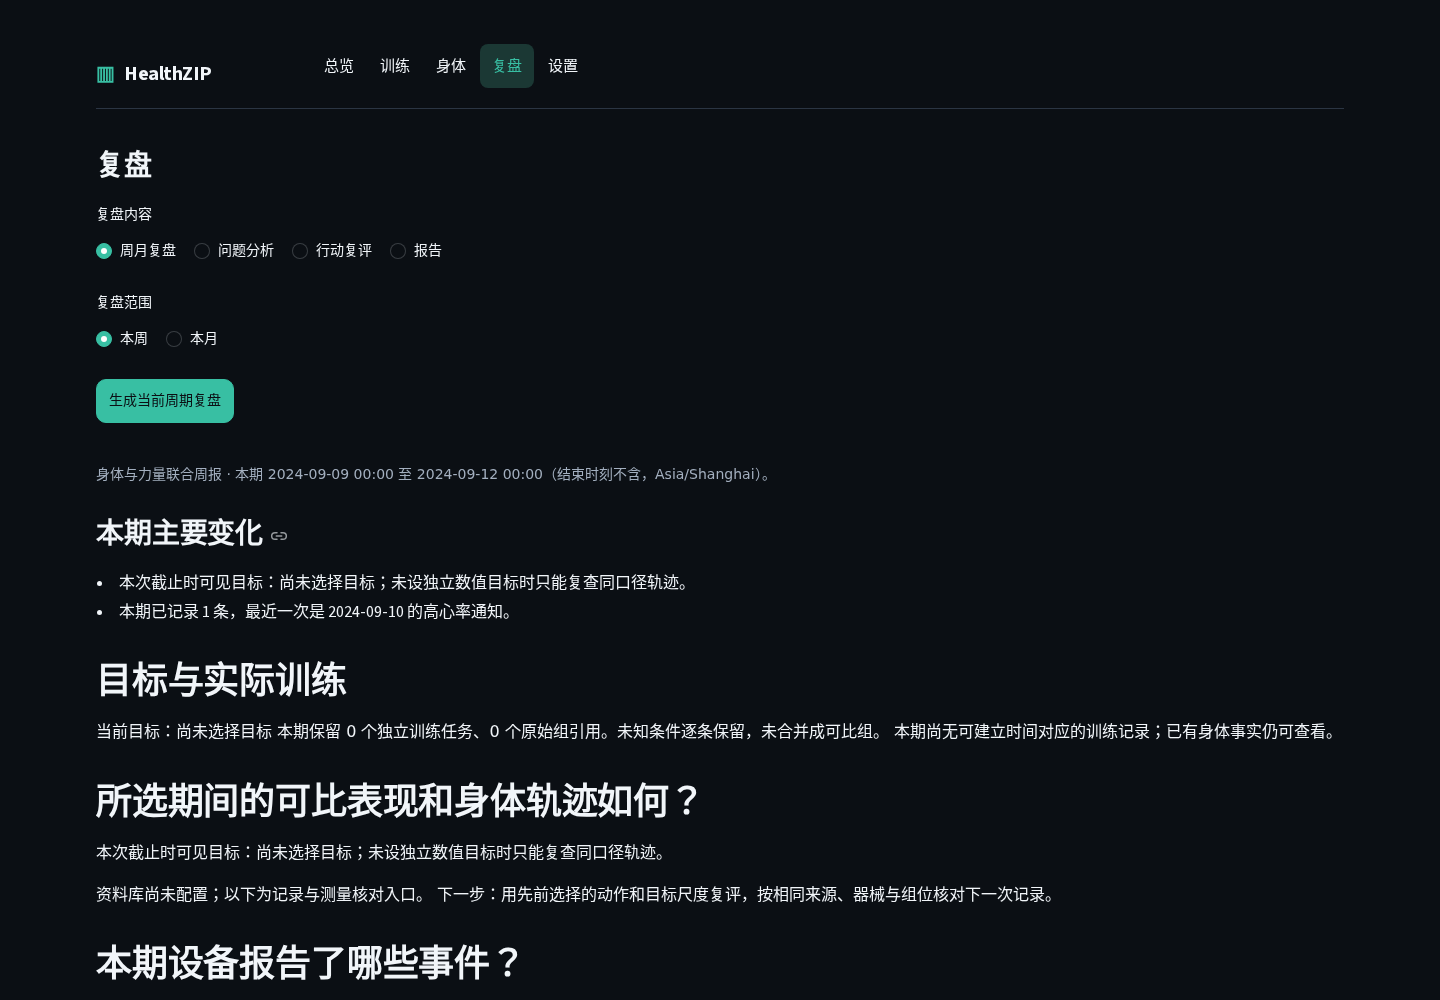 HealthZIP
总览 训练 身体 复盘 设置
复盘
复盘内容
周月复盘 问题分析 行动复评 报告
复盘范围
本周 本月
生成当前周期复盘
身体与力量联合周报 · 本期 2024-09-09 00:00 至 2024-09-12 00:00（结束时刻不含，Asia/Shanghai）。
本期主要变化
• 本次截止时可见目标：尚未选择目标；未设独立数值目标时只能复查同口径轨迹。
• 本期已记录 1 条，最近一次是 2024-09-10 的高心率通知。
目标与实际训练
当前目标：尚未选择目标 本期保留 0 个独立训练任务、0 个原始组引用。未知条件逐条保留，未合并成可比组。 本期尚无可建立时间对应的训练记录；已有身体事实仍可查看。
所选期间的可比表现和身体轨迹如何？
本次截止时可见目标：尚未选择目标；未设独立数值目标时只能复查同口径轨迹。
资料库尚未配置；以下为记录与测量核对入口。 下一步：用先前选择的动作和目标尺度复评，按相同来源、器械与组位核对下一次记录。
本期设备报告了哪些事件？